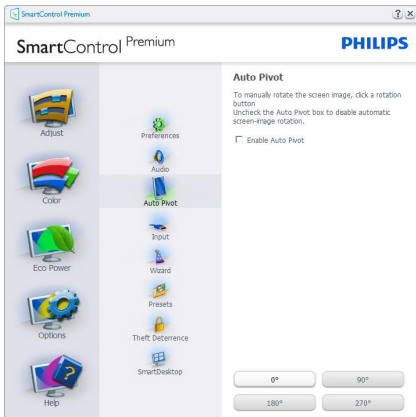 SmartControl Premium
SmartControl Premium
PHILIPS
Adjust
Color
Eco Power
Options
Help
Preferences
Audio
Auto Pivot
Input
Wizard
Presets
Theft Deterrence
SmartDesktop
Auto Pivot
To manually rotate the screen image, click a rotation
button
Uncheck the Auto Pivot box to disable automatic
screen-image rotation.
Enable Auto Pivot
0°
90°
180°
270°